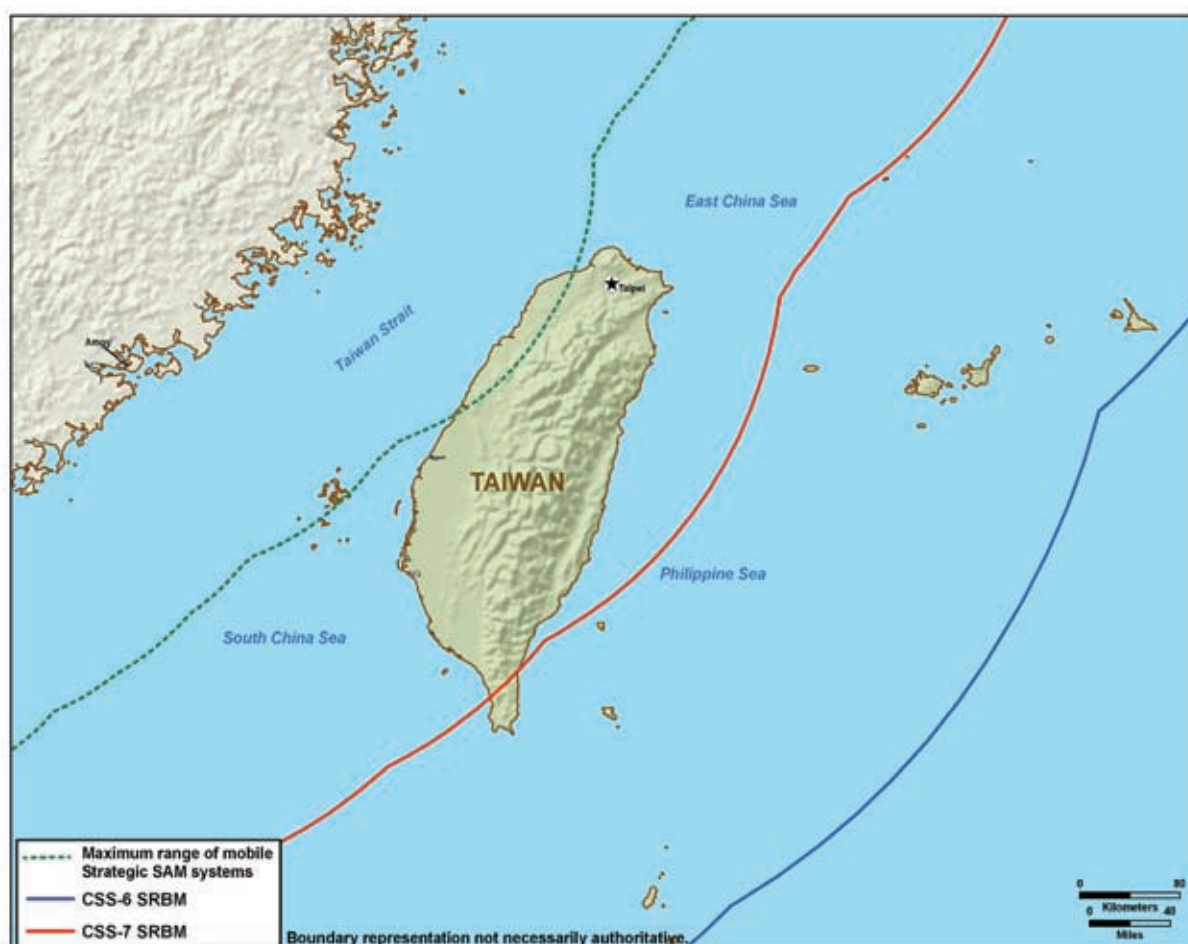 East China Sea
Taipei
Amoy
Taiwan Strait
TAIWAN
Philippine Sea
South China Sea
Maximum range of mobile
Strategic SAM systems
CSS-6 SRBM
CSS-7 SRBM
Boundary representation not necessarily authoritative.
0 80
Kilometers
0 40
Miles